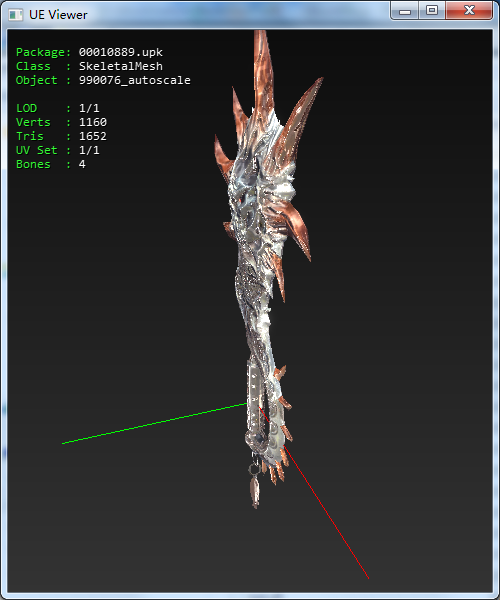 UE Viewer
Package: 00010889.upk
Class  : SkeletalMesh
Object : 990076_autoscale
LOD    : 1/1
Verts  : 1160
Tris   : 1652
UV Set : 1/1
Bones  : 4